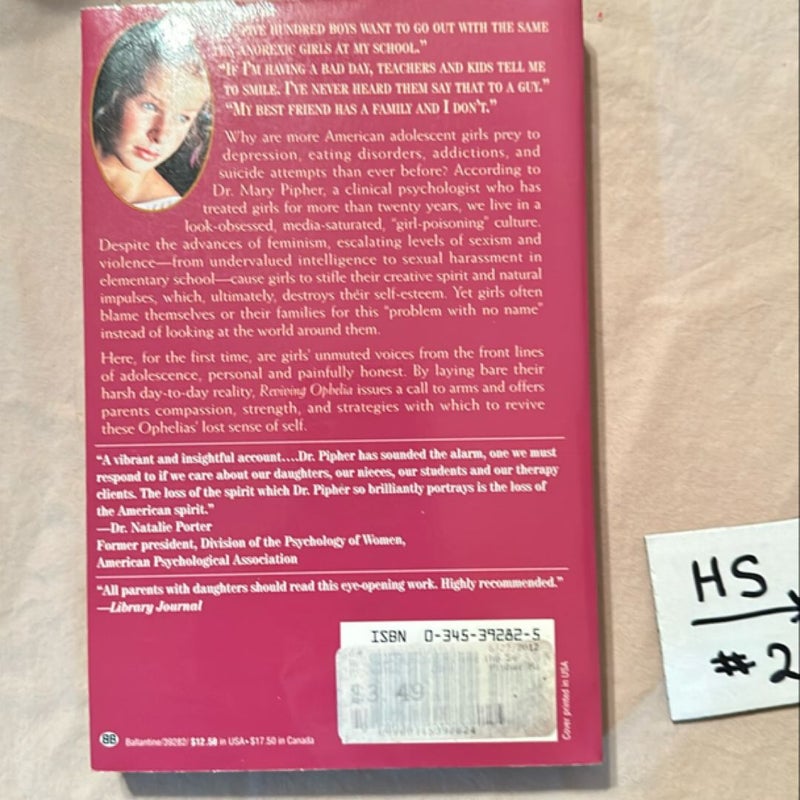 FIVE HUNDRED BOYS WANT TO GO OUT WITH THE SAME
TEN ANOREXIC GIRLS AT MY SCHOOL."
"IF I'M HAVING A BAD DAY, TEACHERS AND KIDS TELL ME
TO SMILE. I'VE NEVER HEARD THEM SAY THAT TO A GUY."
"MY BEST FRIEND HAS A FAMILY AND I DON'T."
Why are more American adolescent girls prey to
depression, eating disorders, addictions, and
suicide attempts than ever before? According to
Dr. Mary Pipher, a clinical psychologist who has
treated girls for more than twenty years, we live in a
look-obsessed, media-saturated, "girl-poisoning" culture.
Despite the advances of feminism, escalating levels of sexism and
violence—from undervalued intelligence to sexual harassment in
elementary school—cause girls to stifle their creative spirit and natural
impulses, which, ultimately, destroys their self-esteem. Yet girls often
blame themselves or their families for this "problem with no name"
instead of looking at the world around them.
Here, for the first time, are girls' unmuted voices from the front lines
of adolescence, personal and painfully honest. By laying bare their
harsh day-to-day reality, Reviving Ophelia issues a call to arms and offers
parents compassion, strength, and strategies with which to revive
these Ophelias' lost sense of self.
"A vibrant and insightful account....Dr. Pipher has sounded the alarm, one we must
respond to if we care about our daughters, our nieces, our students and our therapy
clients. The loss of the spirit which Dr. Pipher so brilliantly portrays is the loss of
the American spirit."
—Dr. Natalie Porter
Former president, Division of the Psychology of Women,
American Psychological Association
"All parents with daughters should read this eye-opening work. Highly recommended."
—Library Journal
ISBN 0-345-39282-5
$3.49
BB Ballantine/39282/$12.50 in USA•$17.50 in Canada
Cover printed in USA
HS
#2